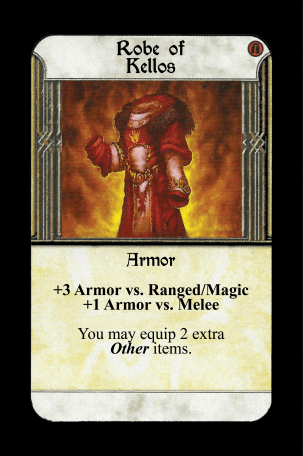 Robe of
Kellos
Armor
+3 Armor vs. Ranged/Magic
+1 Armor vs. Melee
You may equip 2 extra
Other items.